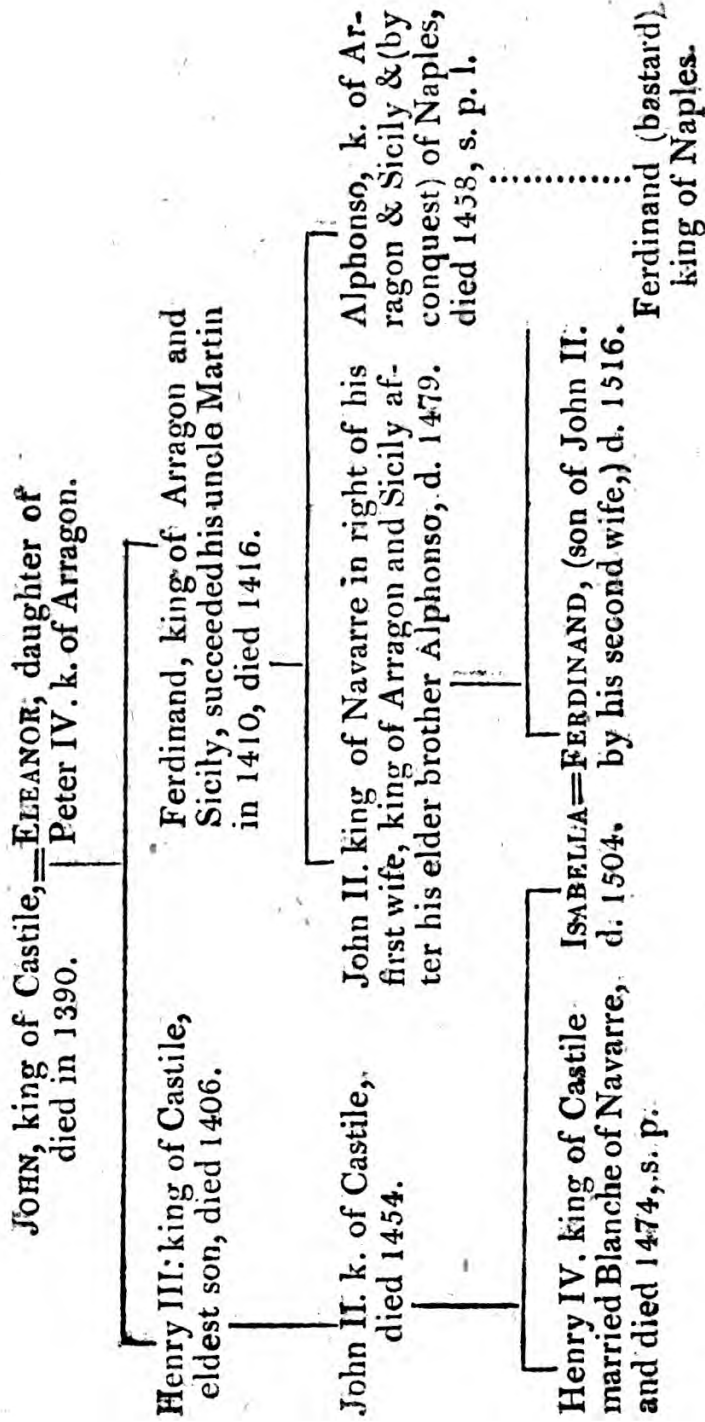 JOHN, king of Castile,=ELEANOR, daughter of
died in 1390.
Peter IV. k. of Arragon.
Henry III. king of Castile,
eldest son, died 1406.
Ferdinand, king of Arragon and
Sicily, succeeded his uncle Martin
in 1410, died 1416.
John II. k. of Castile,
died 1454.
John II. king of Navarre in right of his
first wife, king of Arragon and Sicily af-
ter his elder brother Alphonso, d. 1479.
Alphonso, k. of Ar-
ragon & Sicily & (by
conquest) of Naples,
died 1458, s. p. l.
Henry IV. king of Castile
married Blanche of Navarre,
and died 1474, s. p.
ISABELLA=FERDINAND, (son of John II.
d. 1504.
by his second wife,) d. 1516.
Ferdinand (bastard)
king of Naples.